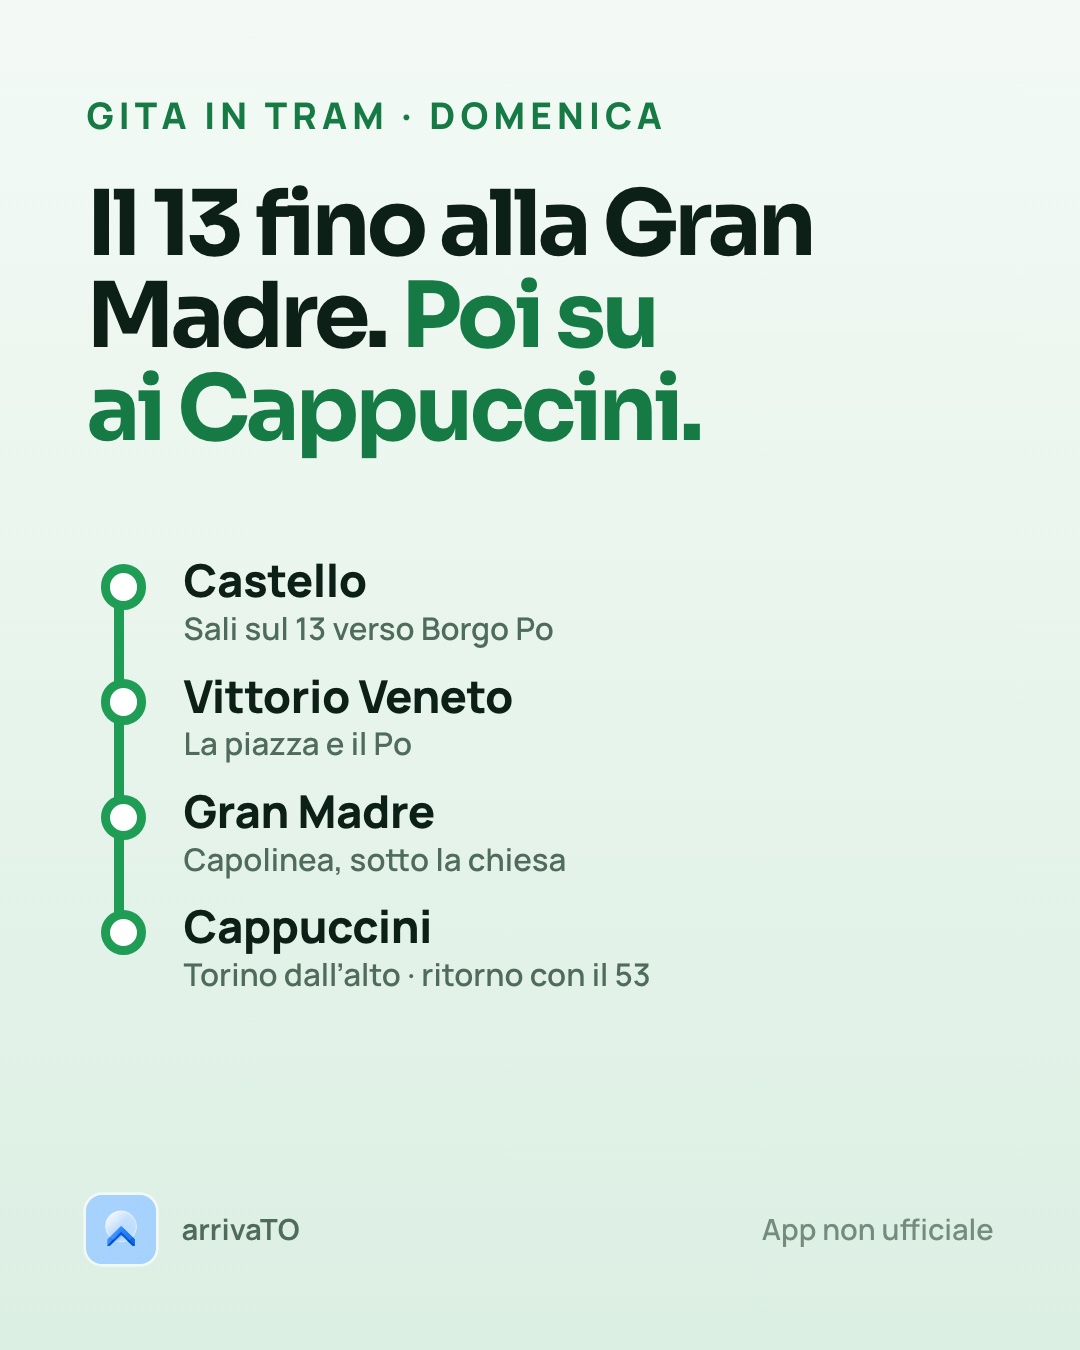 GITA IN TRAM · DOMENICA
Il 13 fino alla Gran
Madre. Poi su
ai Cappuccini.
Castello
Sali sul 13 verso Borgo Po
Vittorio Veneto
La piazza e il Po
Gran Madre
Capolinea, sotto la chiesa
Cappuccini
Torino dall’alto · ritorno con il 53
arrivaTO
App non ufficiale